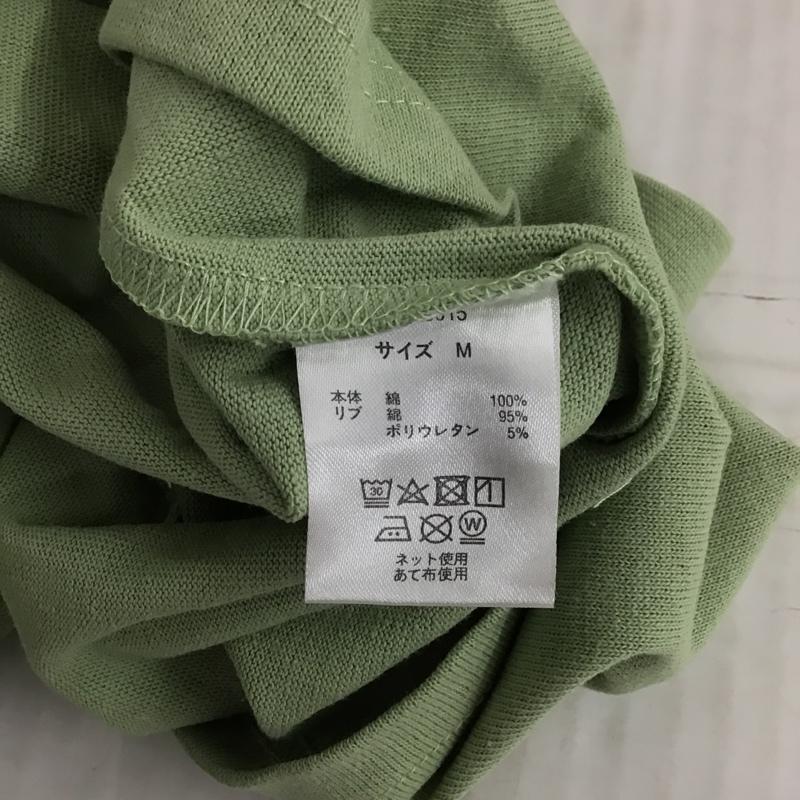 サイズ M
本体 綿 100%
リブ 綿 95%
ポリウレタン 5%
30
W
ネット使用
あて布使用